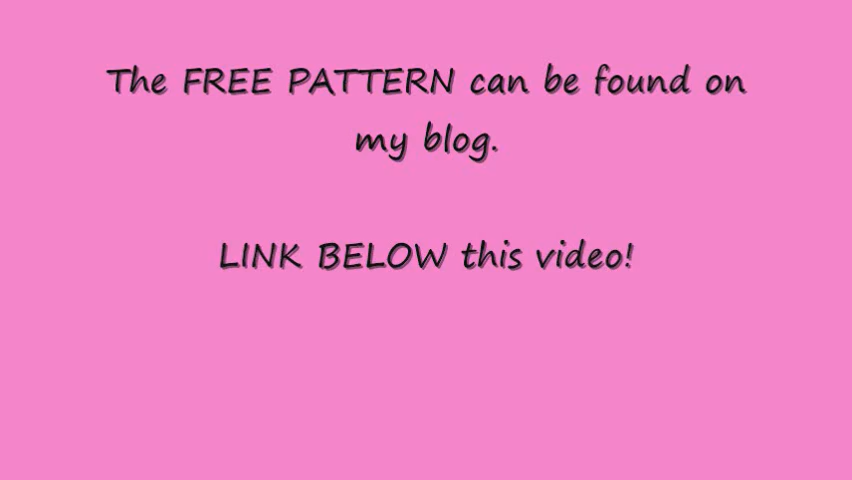 The FREE PATTERN can be found on
my blog.
LINK BELOW this video!